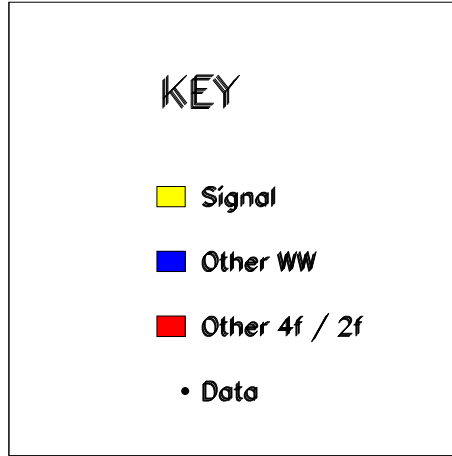 KEY
Signal
Other WW
Other 4f / 2f
Data